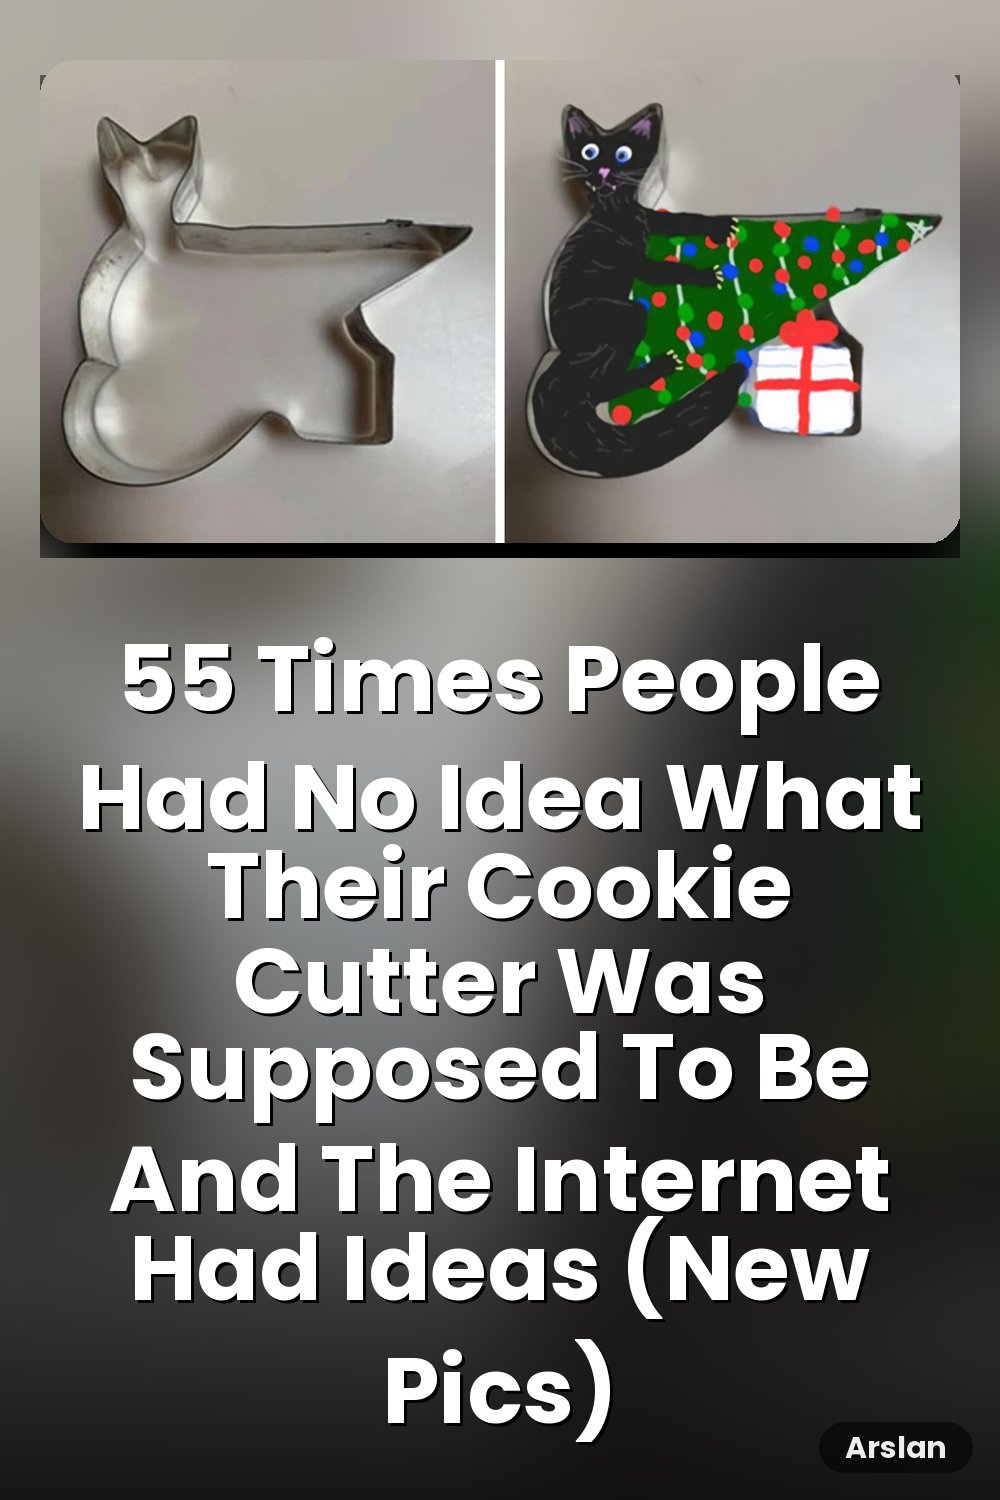 55 Times People
Had No Idea What
Their Cookie
Cutter Was
Supposed To Be
And The Internet
Had Ideas (New
Pics)
Arslan